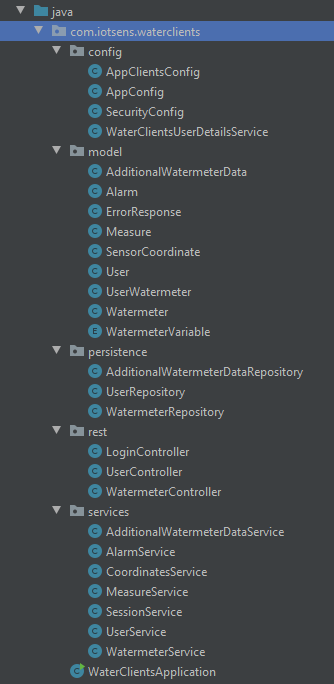 java
com.iotsens.waterclients
config
C AppClientsConfig
C AppConfig
C SecurityConfig
C WaterClientsUserDetailsService
model
C AdditionalWatermeterData
C Alarm
C ErrorResponse
C Measure
C SensorCoordinate
C User
C UserWatermeter
C Watermeter
E WatermeterVariable
persistence
C AdditionalWatermeterDataRepository
C UserRepository
C WatermeterRepository
rest
C LoginController
C UserController
C WatermeterController
services
C AdditionalWatermeterDataService
C AlarmService
C CoordinatesService
C MeasureService
C SessionService
C UserService
C WatermeterService
C WaterClientsApplication